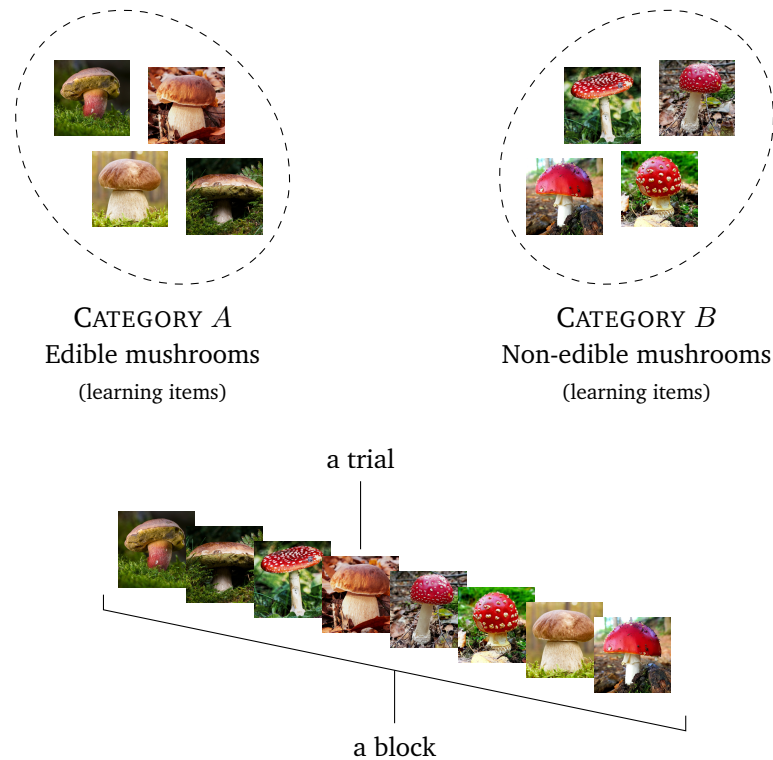 CATEGORY A
Edible mushrooms
(learning items)
CATEGORY B
Non-edible mushrooms
(learning items)
a trial
a block